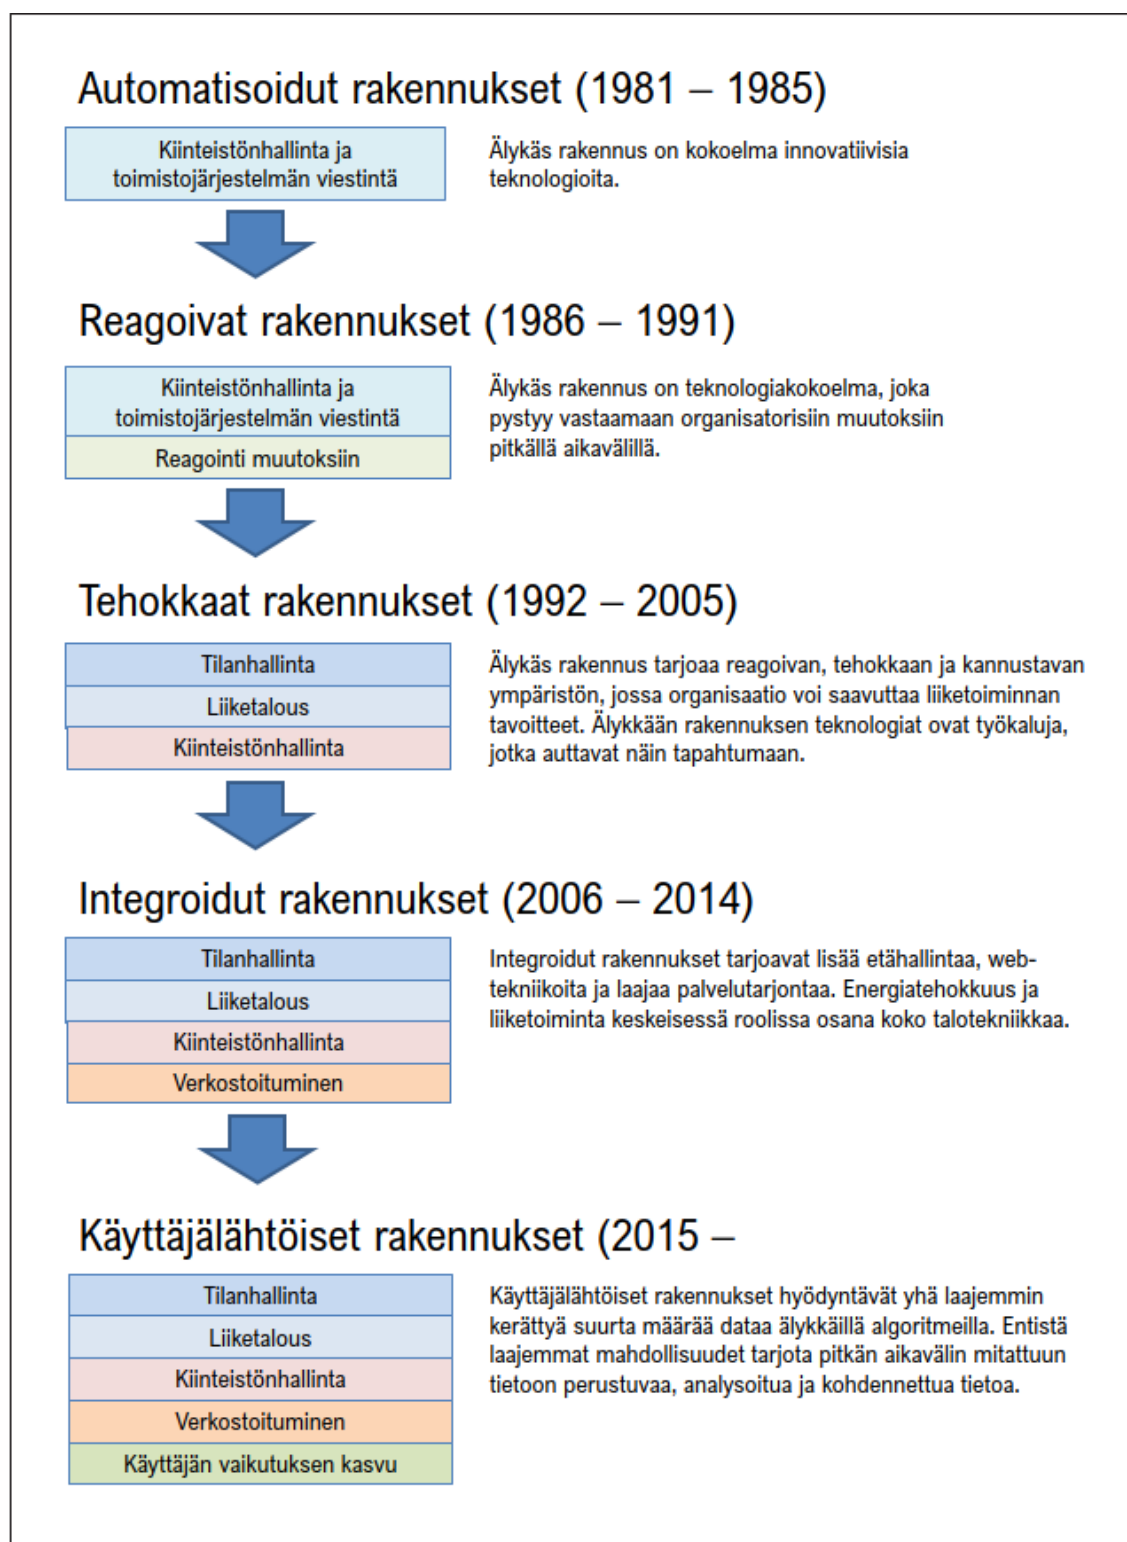 Automatisoidut rakennukset (1981 – 1985)
Kiinteistönhallinta ja
toimistojärjestelmän viestintä
Älykäs rakennus on kokoelma innovatiivisia
teknologioita.
Reagoivat rakennukset (1986 – 1991)
Kiinteistönhallinta ja
toimistojärjestelmän viestintä
Reagointi muutoksiin
Älykäs rakennus on teknologiakokoelma, joka
pystyy vastaamaan organisatorisiin muutoksiin
pitkällä aikavälillä.
Tehokkaat rakennukset (1992 – 2005)
Tilanhallinta
Liiketalous
Kiinteistönhallinta
Älykäs rakennus tarjoaa reagoivan, tehokkaan ja kannustavan
ympäristön, jossa organisaatio voi saavuttaa liiketoiminnan
tavoitteet. Älykkään rakennuksen teknologiat ovat työkaluja,
jotka auttavat näin tapahtumaan.
Integroidut rakennukset (2006 – 2014)
Tilanhallinta
Liiketalous
Kiinteistönhallinta
Verkostoituminen
Integroidut rakennukset tarjoavat lisää etähallintaa, web-
tekniikoita ja laajaa palvelutarjontaa. Energiatehokkuus ja
liiketoiminta keskeisessä roolissa osana koko talotekniikkaa.
Käyttäjälähtöiset rakennukset (2015 –
Tilanhallinta
Liiketalous
Kiinteistönhallinta
Verkostoituminen
Käyttäjän vaikutuksen kasvu
Käyttäjälähtöiset rakennukset hyödyntävät yhä laajemmin
kerättyä suurta määrää dataa älykkäillä algoritmeilla. Entistä
laajemmat mahdollisuudet tarjota pitkän aikavälin mitattuun
tietoon perustuvaa, analysoitua ja kohdennettua tietoa.